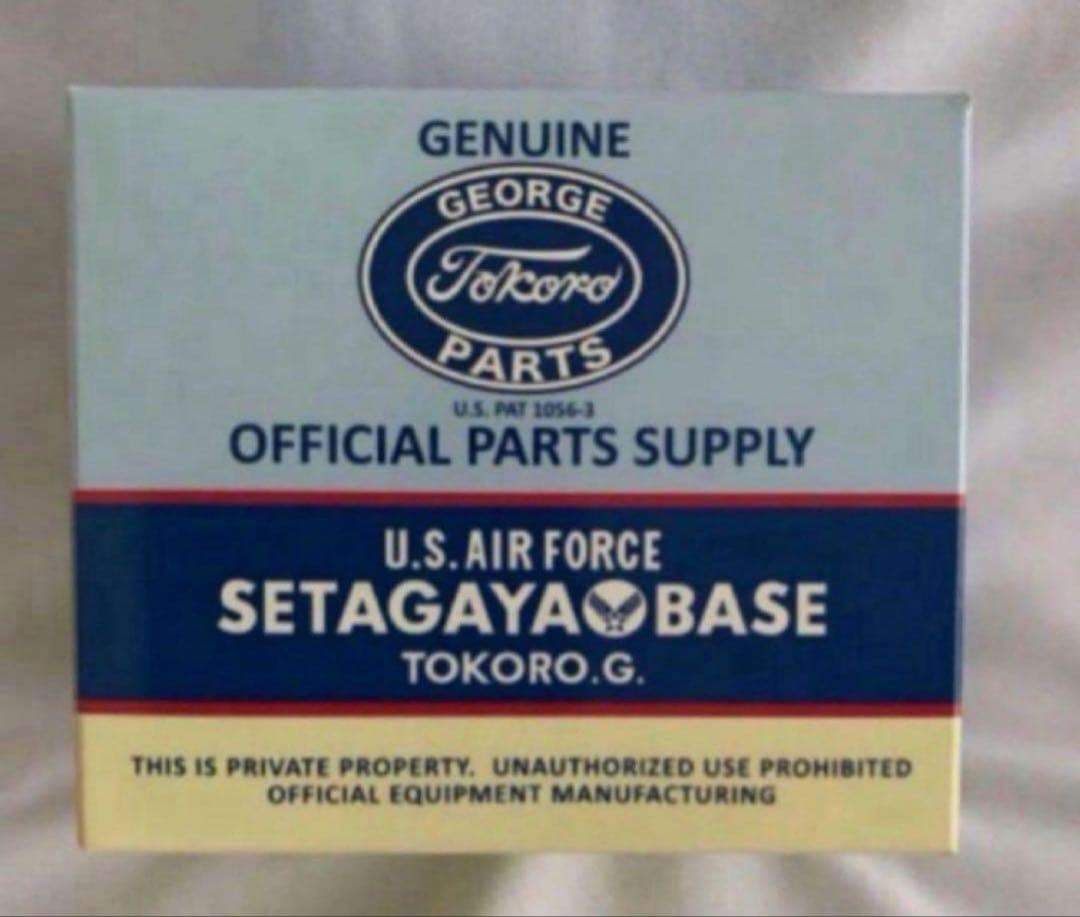 GENUINE
GEORGE
Tokoro
PARTS
U.S. PAT 1056-3
OFFICIAL PARTS SUPPLY
U.S. AIR FORCE
SETAGAYA BASE
TOKORO.G.
THIS IS PRIVATE PROPERTY. UNAUTHORIZED USE PROHIBITED
OFFICIAL EQUIPMENT MANUFACTURING